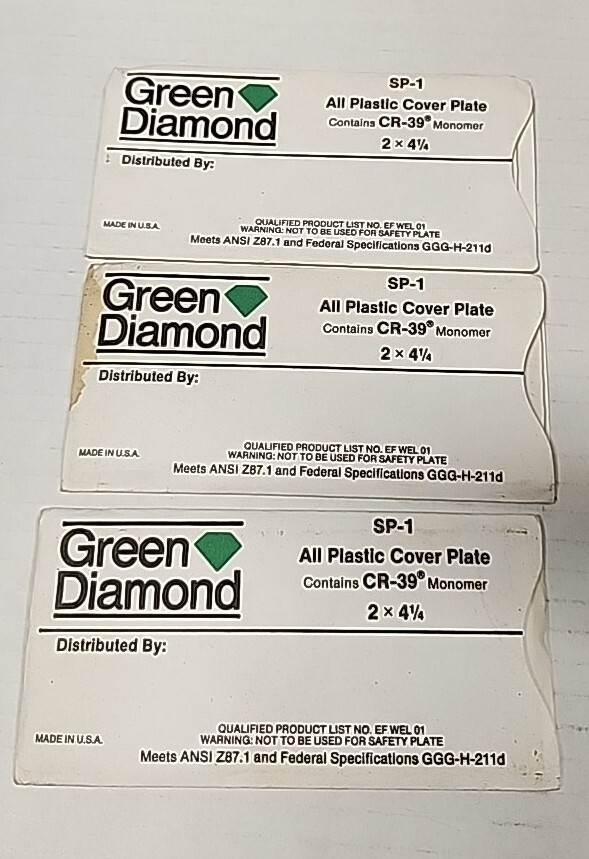 Green
Diamond
SP-1
All Plastic Cover Plate
Contains CR-39® Monomer
2 × 4¼
Distributed By:
MADE IN U.S.A.
QUALIFIED PRODUCT LIST NO. EF WEL 01
WARNING: NOT TO BE USED FOR SAFETY PLATE
Meets ANSI Z87.1 and Federal Specifications GGG-H-211d
Green
Diamond
SP-1
All Plastic Cover Plate
Contains CR-39® Monomer
2 × 4¼
Distributed By:
MADE IN U.S.A.
QUALIFIED PRODUCT LIST NO. EF WEL 01
WARNING: NOT TO BE USED FOR SAFETY PLATE
Meets ANSI Z87.1 and Federal Specifications GGG-H-211d
Green
Diamond
SP-1
All Plastic Cover Plate
Contains CR-39® Monomer
2 × 4¼
Distributed By:
MADE IN U.S.A.
QUALIFIED PRODUCT LIST NO. EF WEL 01
WARNING: NOT TO BE USED FOR SAFETY PLATE
Meets ANSI Z87.1 and Federal Specifications GGG-H-211d